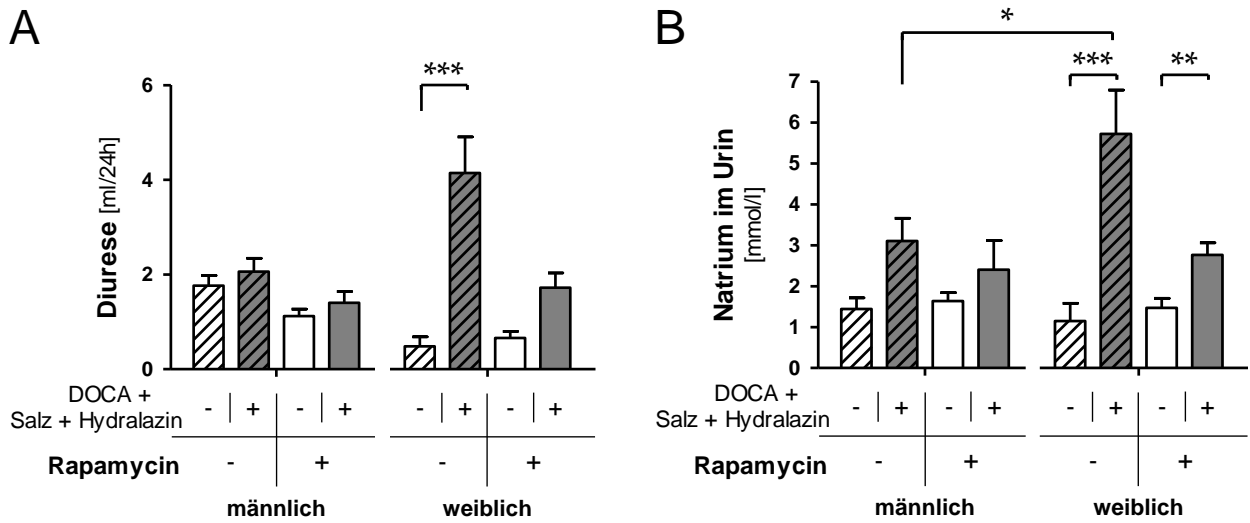 A
Diurese [ml/24h]
6
4
2
0
***
DOCA +
Salz + Hydralazin
- + - + - + - +
Rapamycin
- + - +
männlich weiblich
B
Natrium im Urin
[mmol/l]
7
6
5
4
3
2
1
0
*
*** **
DOCA +
Salz + Hydralazin
- + - + - + - +
Rapamycin
- + - +
männlich weiblich